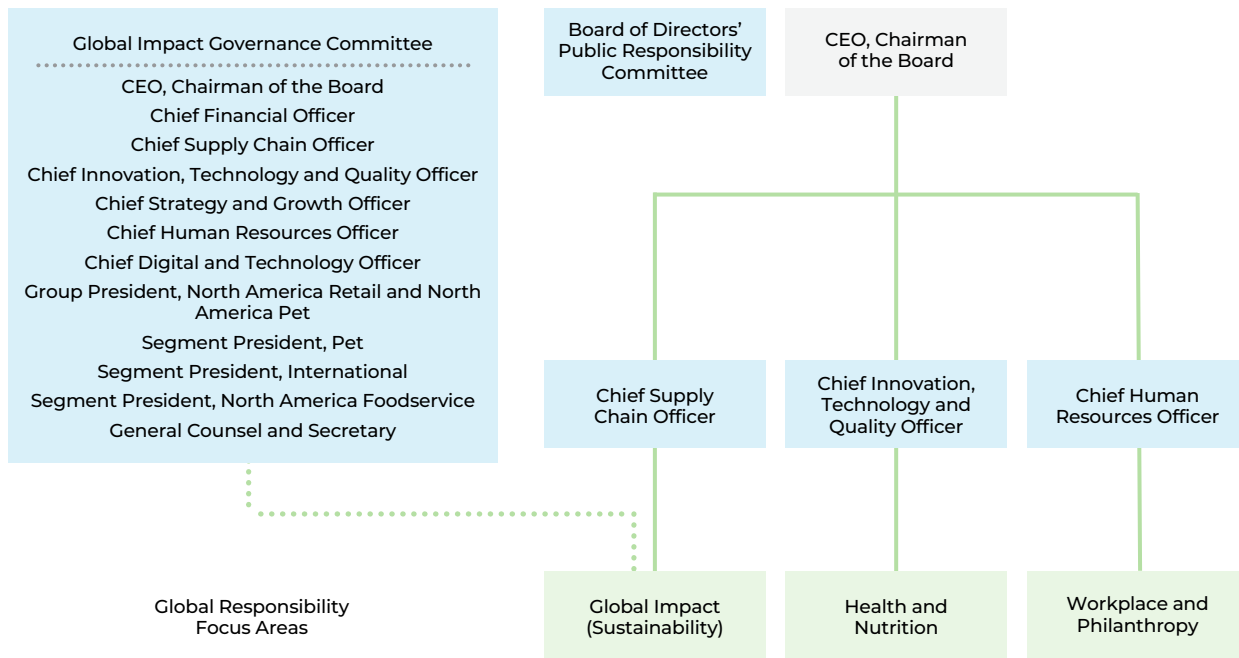 Global Impact Governance Committee
CEO, Chairman of the Board
Chief Financial Officer
Chief Supply Chain Officer
Chief Innovation, Technology and Quality Officer
Chief Strategy and Growth Officer
Chief Human Resources Officer
Chief Digital and Technology Officer
Group President, North America Retail and North
America Pet
Segment President, Pet
Segment President, International
Segment President, North America Foodservice
General Counsel and Secretary
Board of Directors’
Public Responsibility
Committee
CEO, Chairman
of the Board
Chief Supply
Chain Officer
Chief Innovation,
Technology and
Quality Officer
Chief Human
Resources Officer
Global Responsibility
Focus Areas
Global Impact
(Sustainability)
Health and
Nutrition
Workplace and
Philanthropy